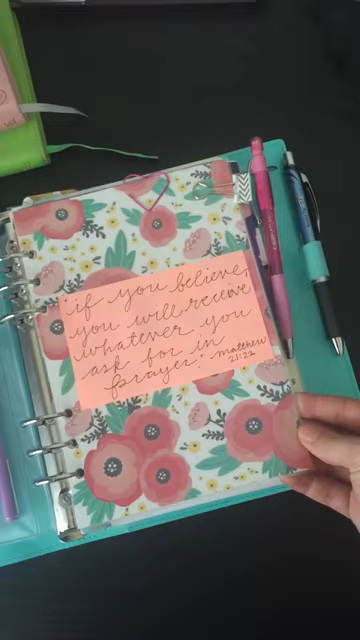 "if you believe,
you will receive
whatever you
ask for in
prayer." Matthew
21:22